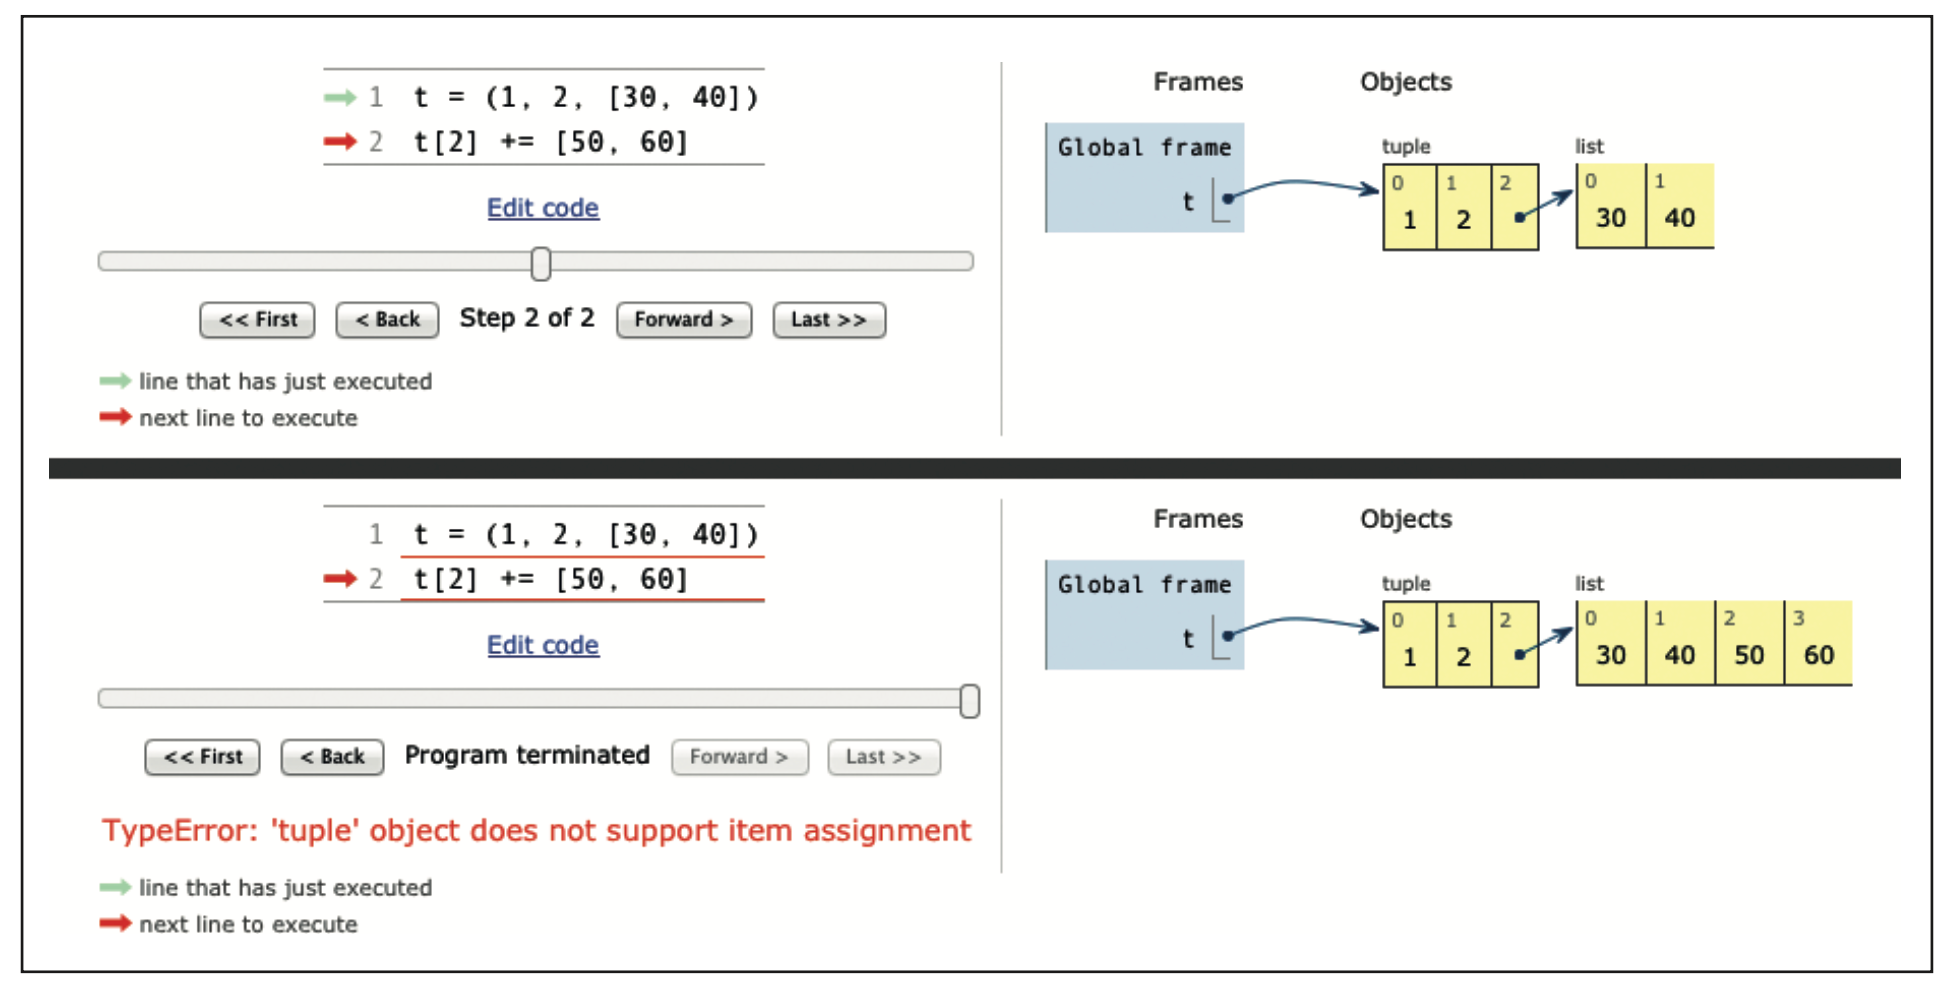 1 t = (1, 2, [30, 40])
2 t[2] += [50, 60]
Edit code
<< First < Back Step 2 of 2 Forward > Last >>
line that has just executed
next line to execute
Frames Objects
Global frame
t
tuple list
0 1 2 0 1
1 2 30 40
1 t = (1, 2, [30, 40])
2 t[2] += [50, 60]
Edit code
<< First < Back Program terminated Forward > Last >>
TypeError: 'tuple' object does not support item assignment
line that has just executed
next line to execute
Frames Objects
Global frame
t
tuple list
0 1 2 0 1 2 3
1 2 30 40 50 60